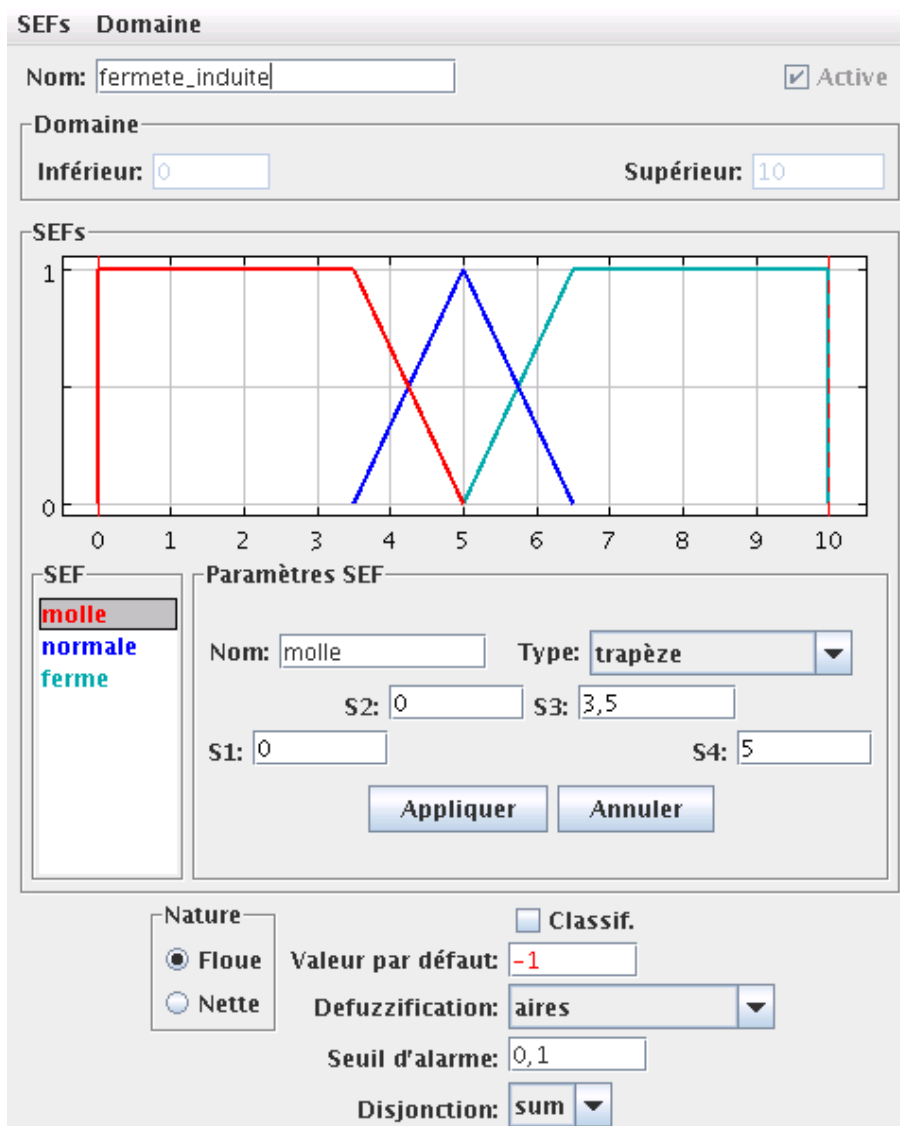 SEFs Domaine
Nom: fermete_induite Active
Domaine
Inférieur: 0 Supérieur: 10
SEFs
1
0
0 1 2 3 4 5 6 7 8 9 10
SEF
molle
normale
ferme
Paramètres SEF
Nom: molle Type: trapèze
S2: 0 S3: 3,5
S1: 0 S4: 5
Appliquer Annuler
Nature
Floue
Nette
Classif.
Valeur par défaut: -1
Defuzzification: aires
Seuil d'alarme: 0,1
Disjonction: sum